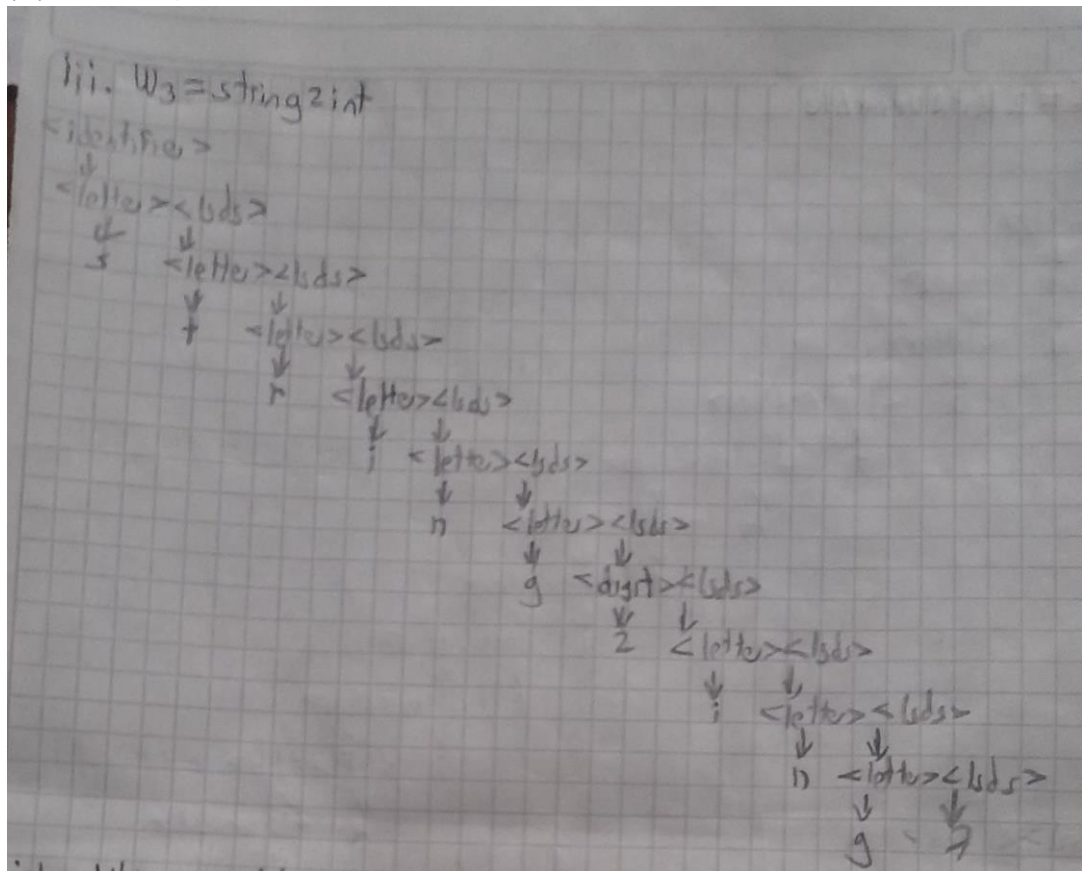 iii. W3 = string2int
<identifier>
↓
<letter><lsds>
↓ ↓
s <letter><lsds>
↓ ↓
t <letter><lsds>
↓ ↓
r <letter><lsds>
↓ ↓
i <letter><lsds>
↓ ↓
n <letter><lsds>
↓ ↓
g <digit><lsds>
↓ ↓
2 <letter><lsds>
↓ ↓
i <letter><lsds>
↓ ↓
n <letter><lsds>
↓ ↓
g